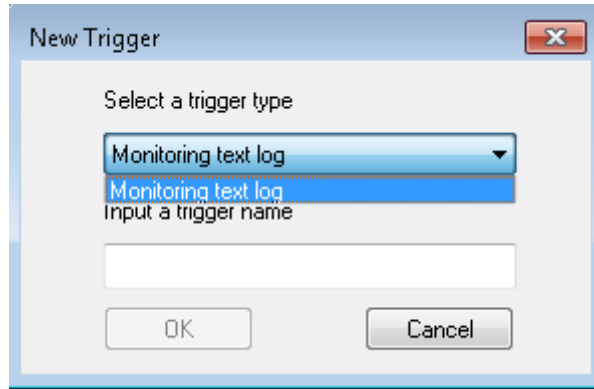 New Trigger
Select a trigger type
Monitoring text log
Monitoring text log
Input a trigger name
OK
Cancel